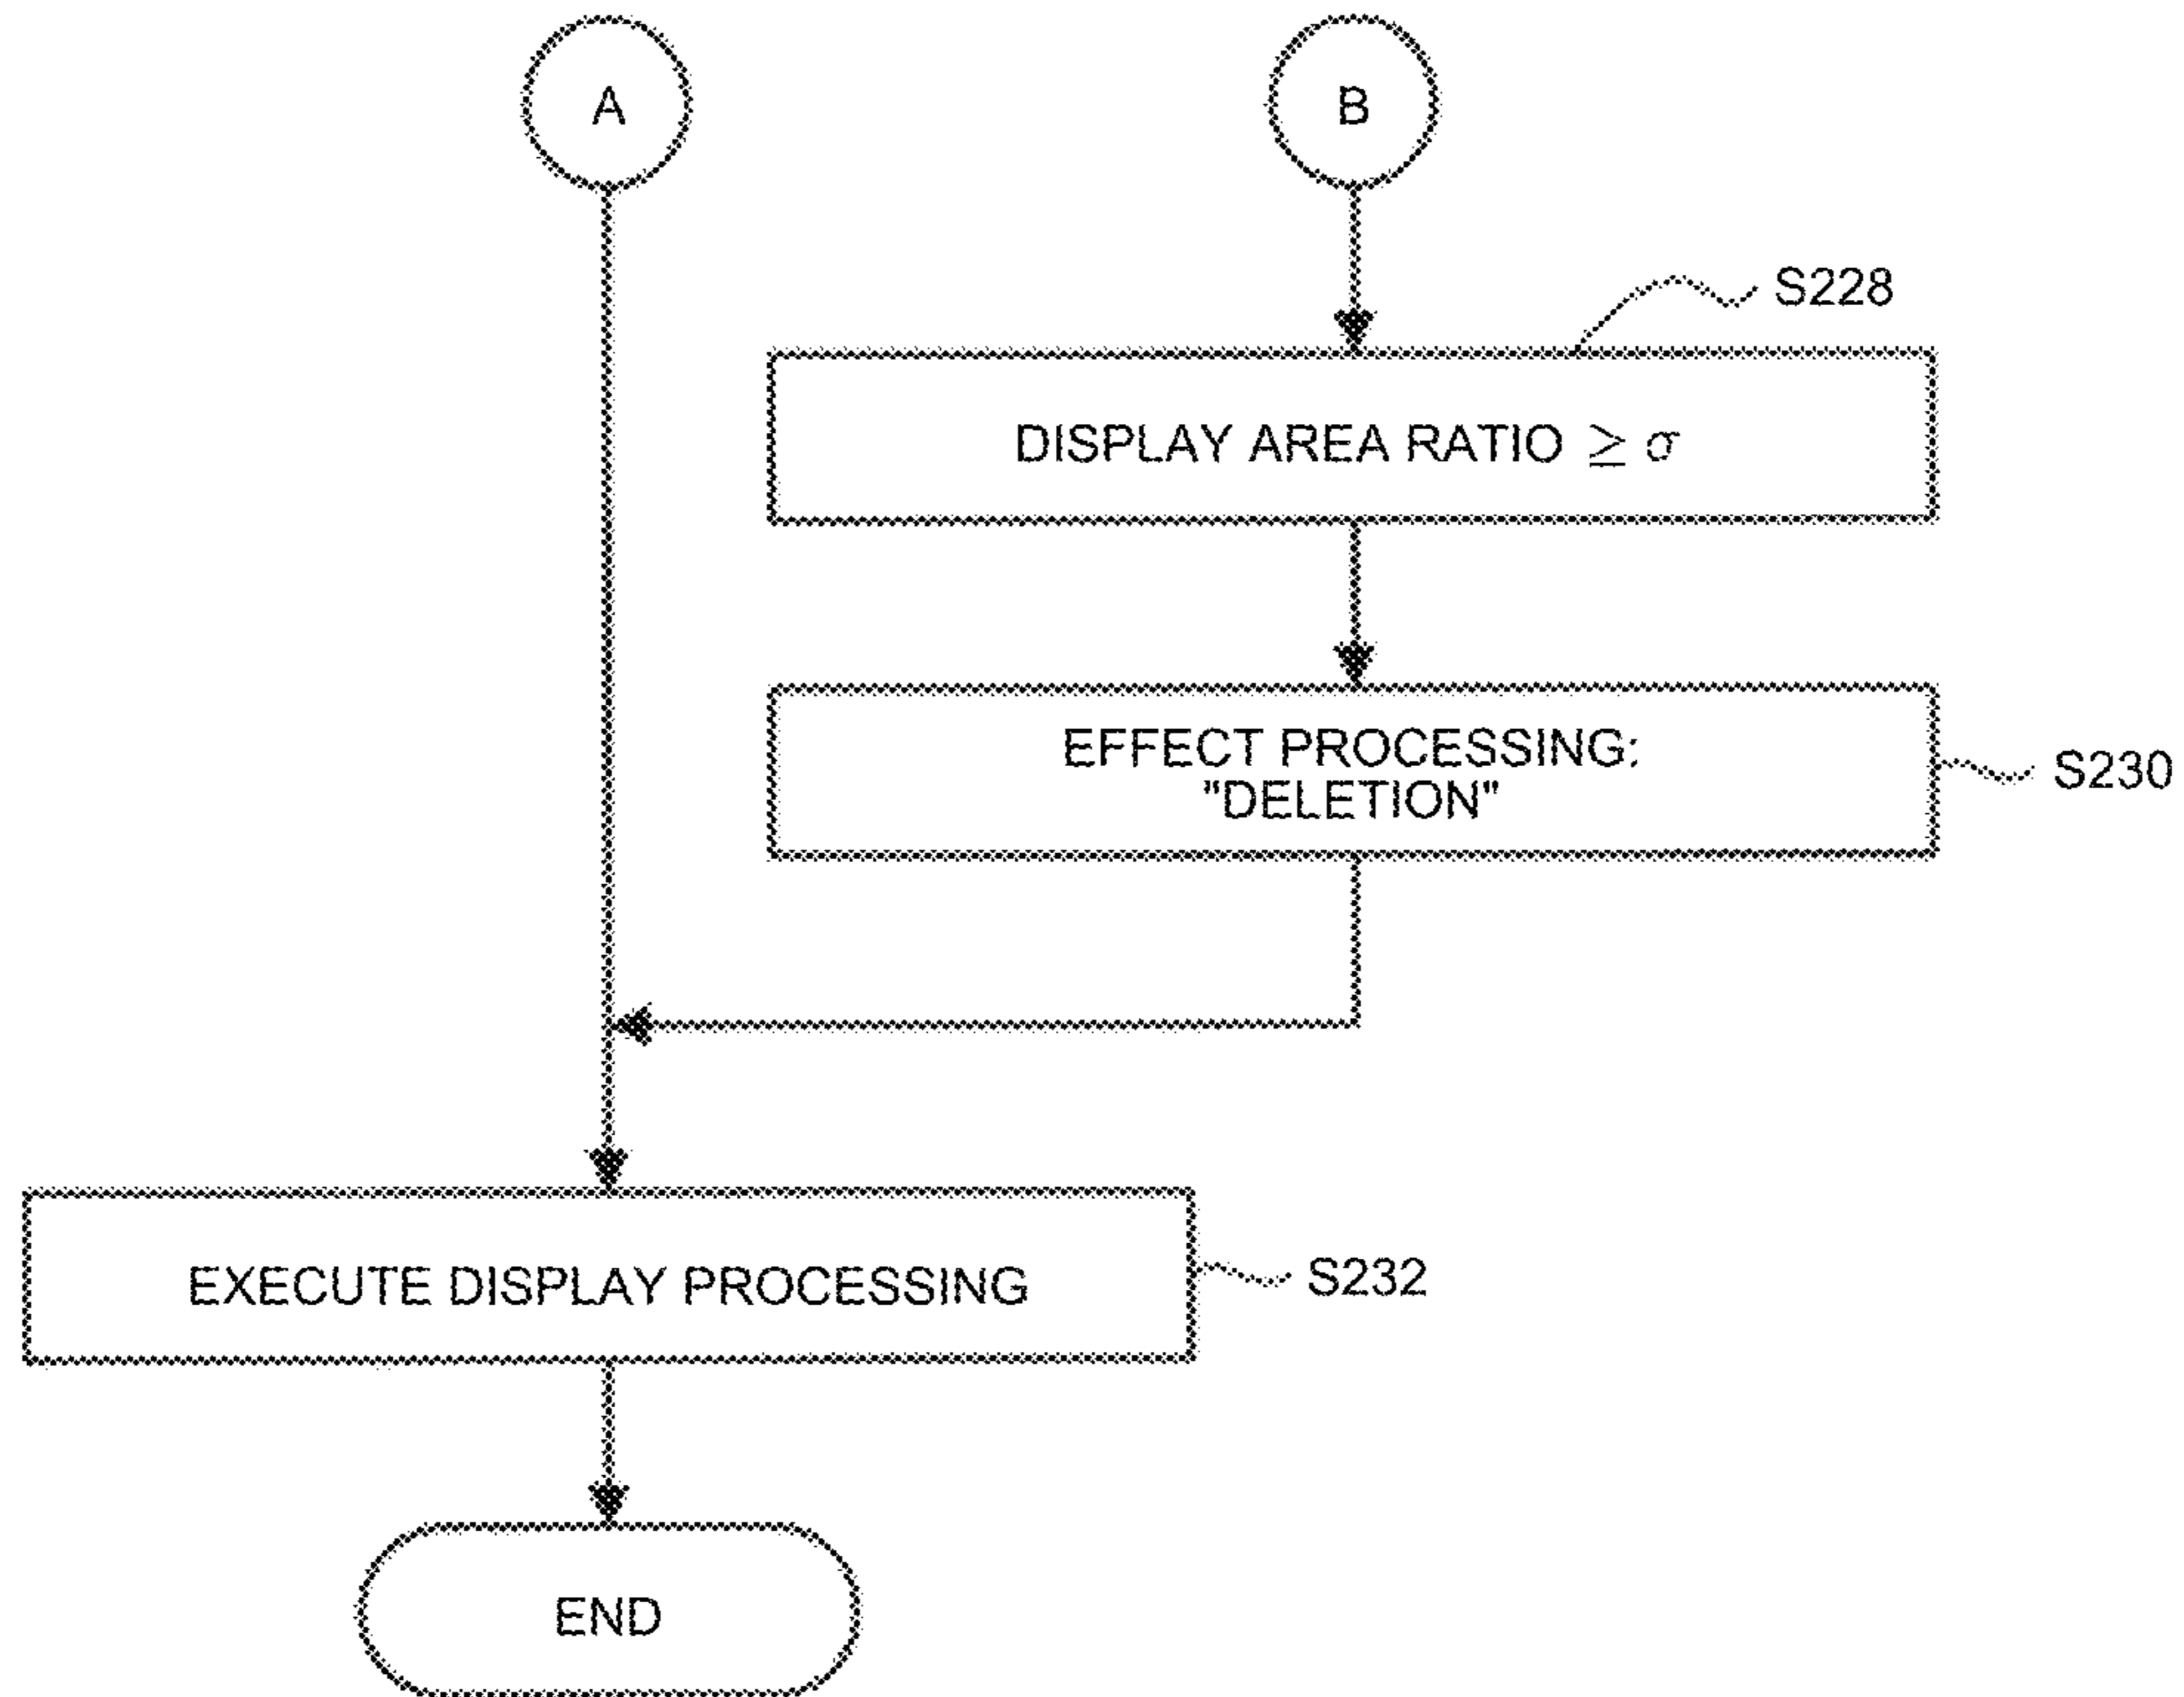 A
B
S228
DISPLAY AREA RATIO ≥ σ
EFFECT PROCESSING:
"DELETION"
S230
EXECUTE DISPLAY PROCESSING
S232
END